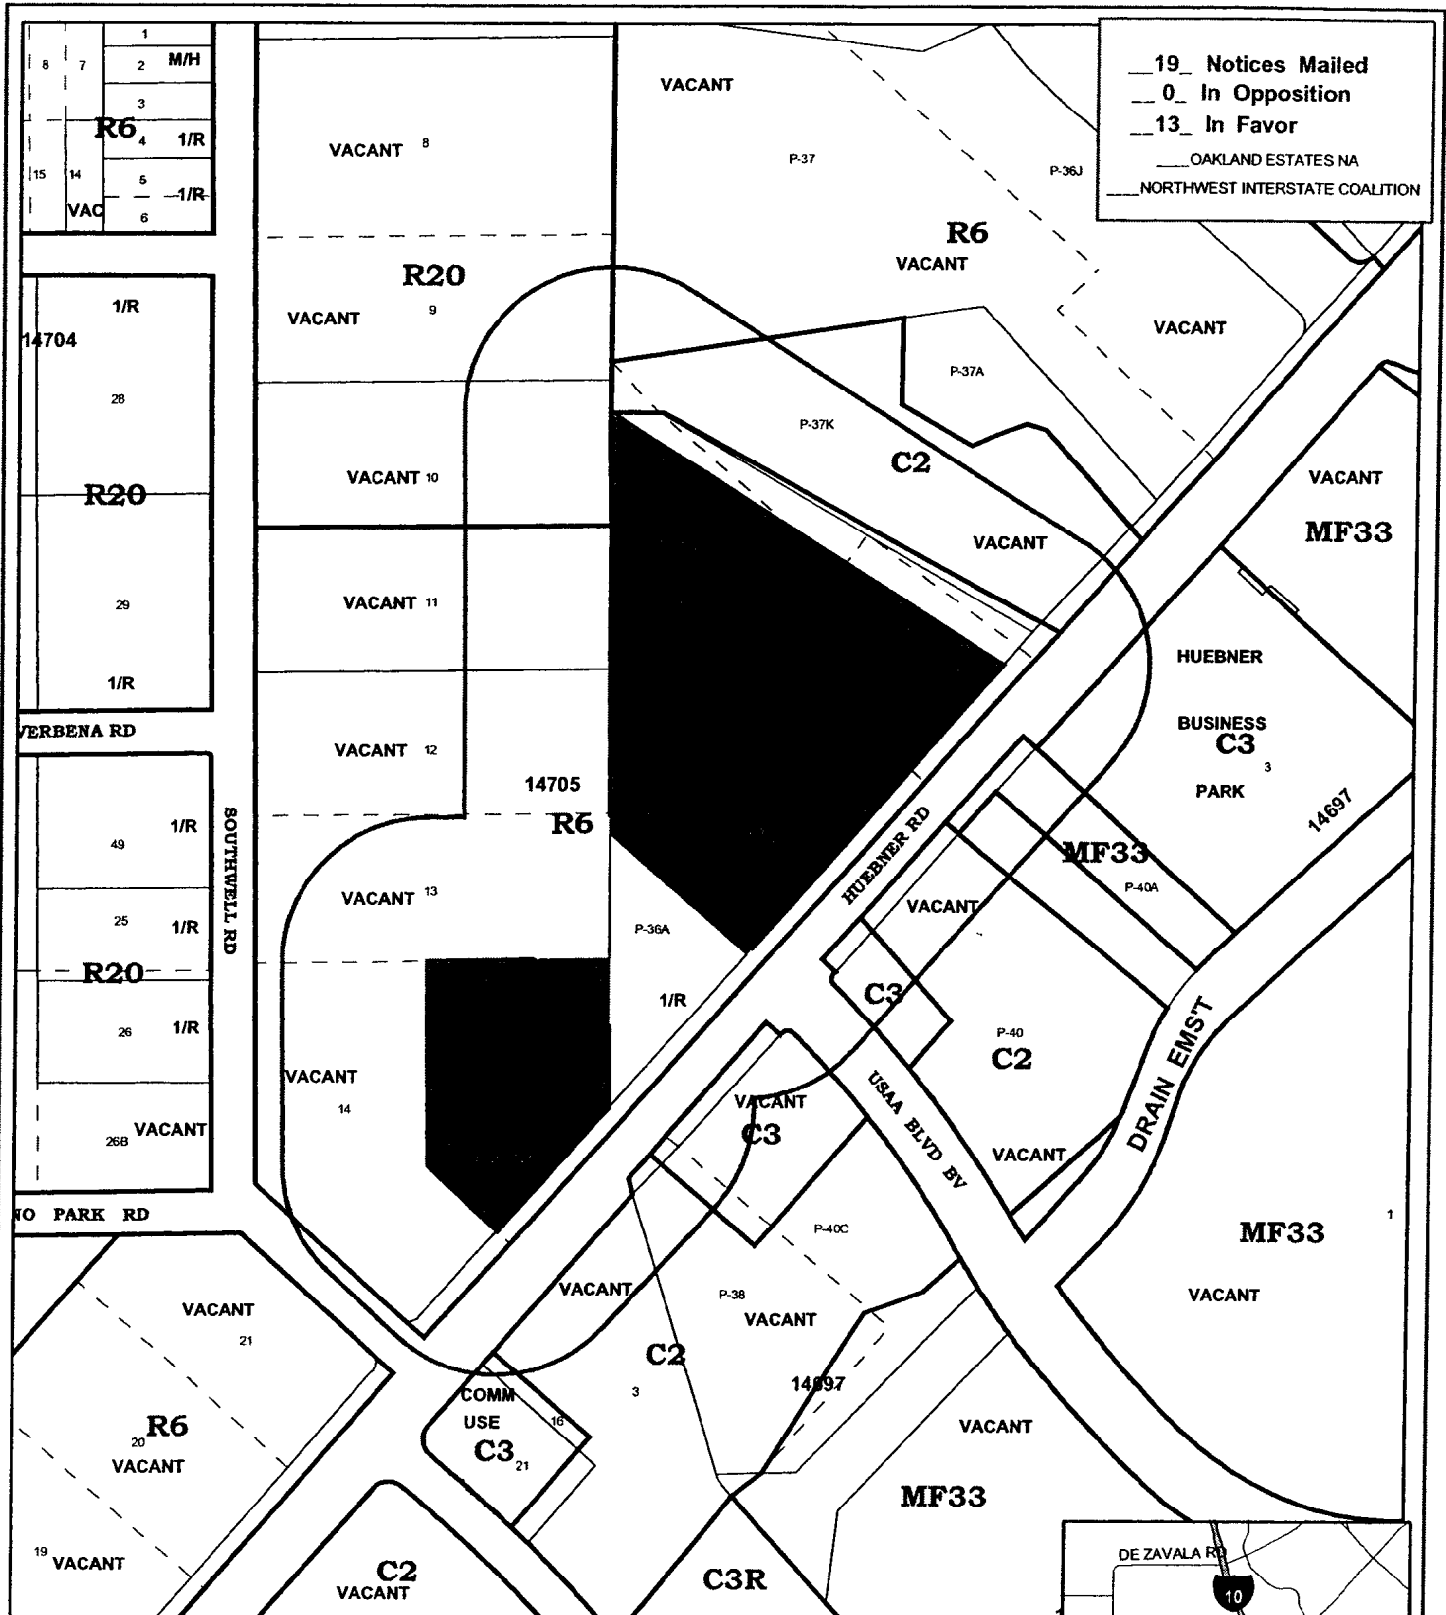 __19_ Notices Mailed
__0_ In Opposition
__13_ In Favor
___OAKLAND ESTATES NA
___NORTHWEST INTERSTATE COALITION
8
7
1
2
M/H
3
R6
4
1/R
15
14
5
1/R
VAC
6
VACANT 8
VACANT
P-37
P-36J
R6
VACANT
R20
VACANT
9
VACANT
1/R
14704
28
R20
P-37A
P-37K
C2
VACANT 10
VACANT
MF33
VACANT
VACANT 11
29
1/R
HUEBNER
BUSINESS
C3
3
PARK
VERBENA RD
VACANT 12
14705
R6
14697
SOUTHWELL RD
HUEBNER RD
49
1/R
MF33
P-40A
VACANT 13
VACANT
25
1/R
P-36A
R20
1/R
C3
26
1/R
P-40
C2
DRAIN EMS'T
VACANT
14
USAA BLVD BV
VACANT
C3
26B
VACANT
VACANT
NO PARK RD
P-40C
MF33
1
VACANT
VACANT
P-38
VACANT
VACANT
21
C2
3
14697
COMM
USE
16
C3
21
R6
20
VACANT
VACANT
MF33
19
VACANT
C2
VACANT
C3R
DE ZAVALA RD
10